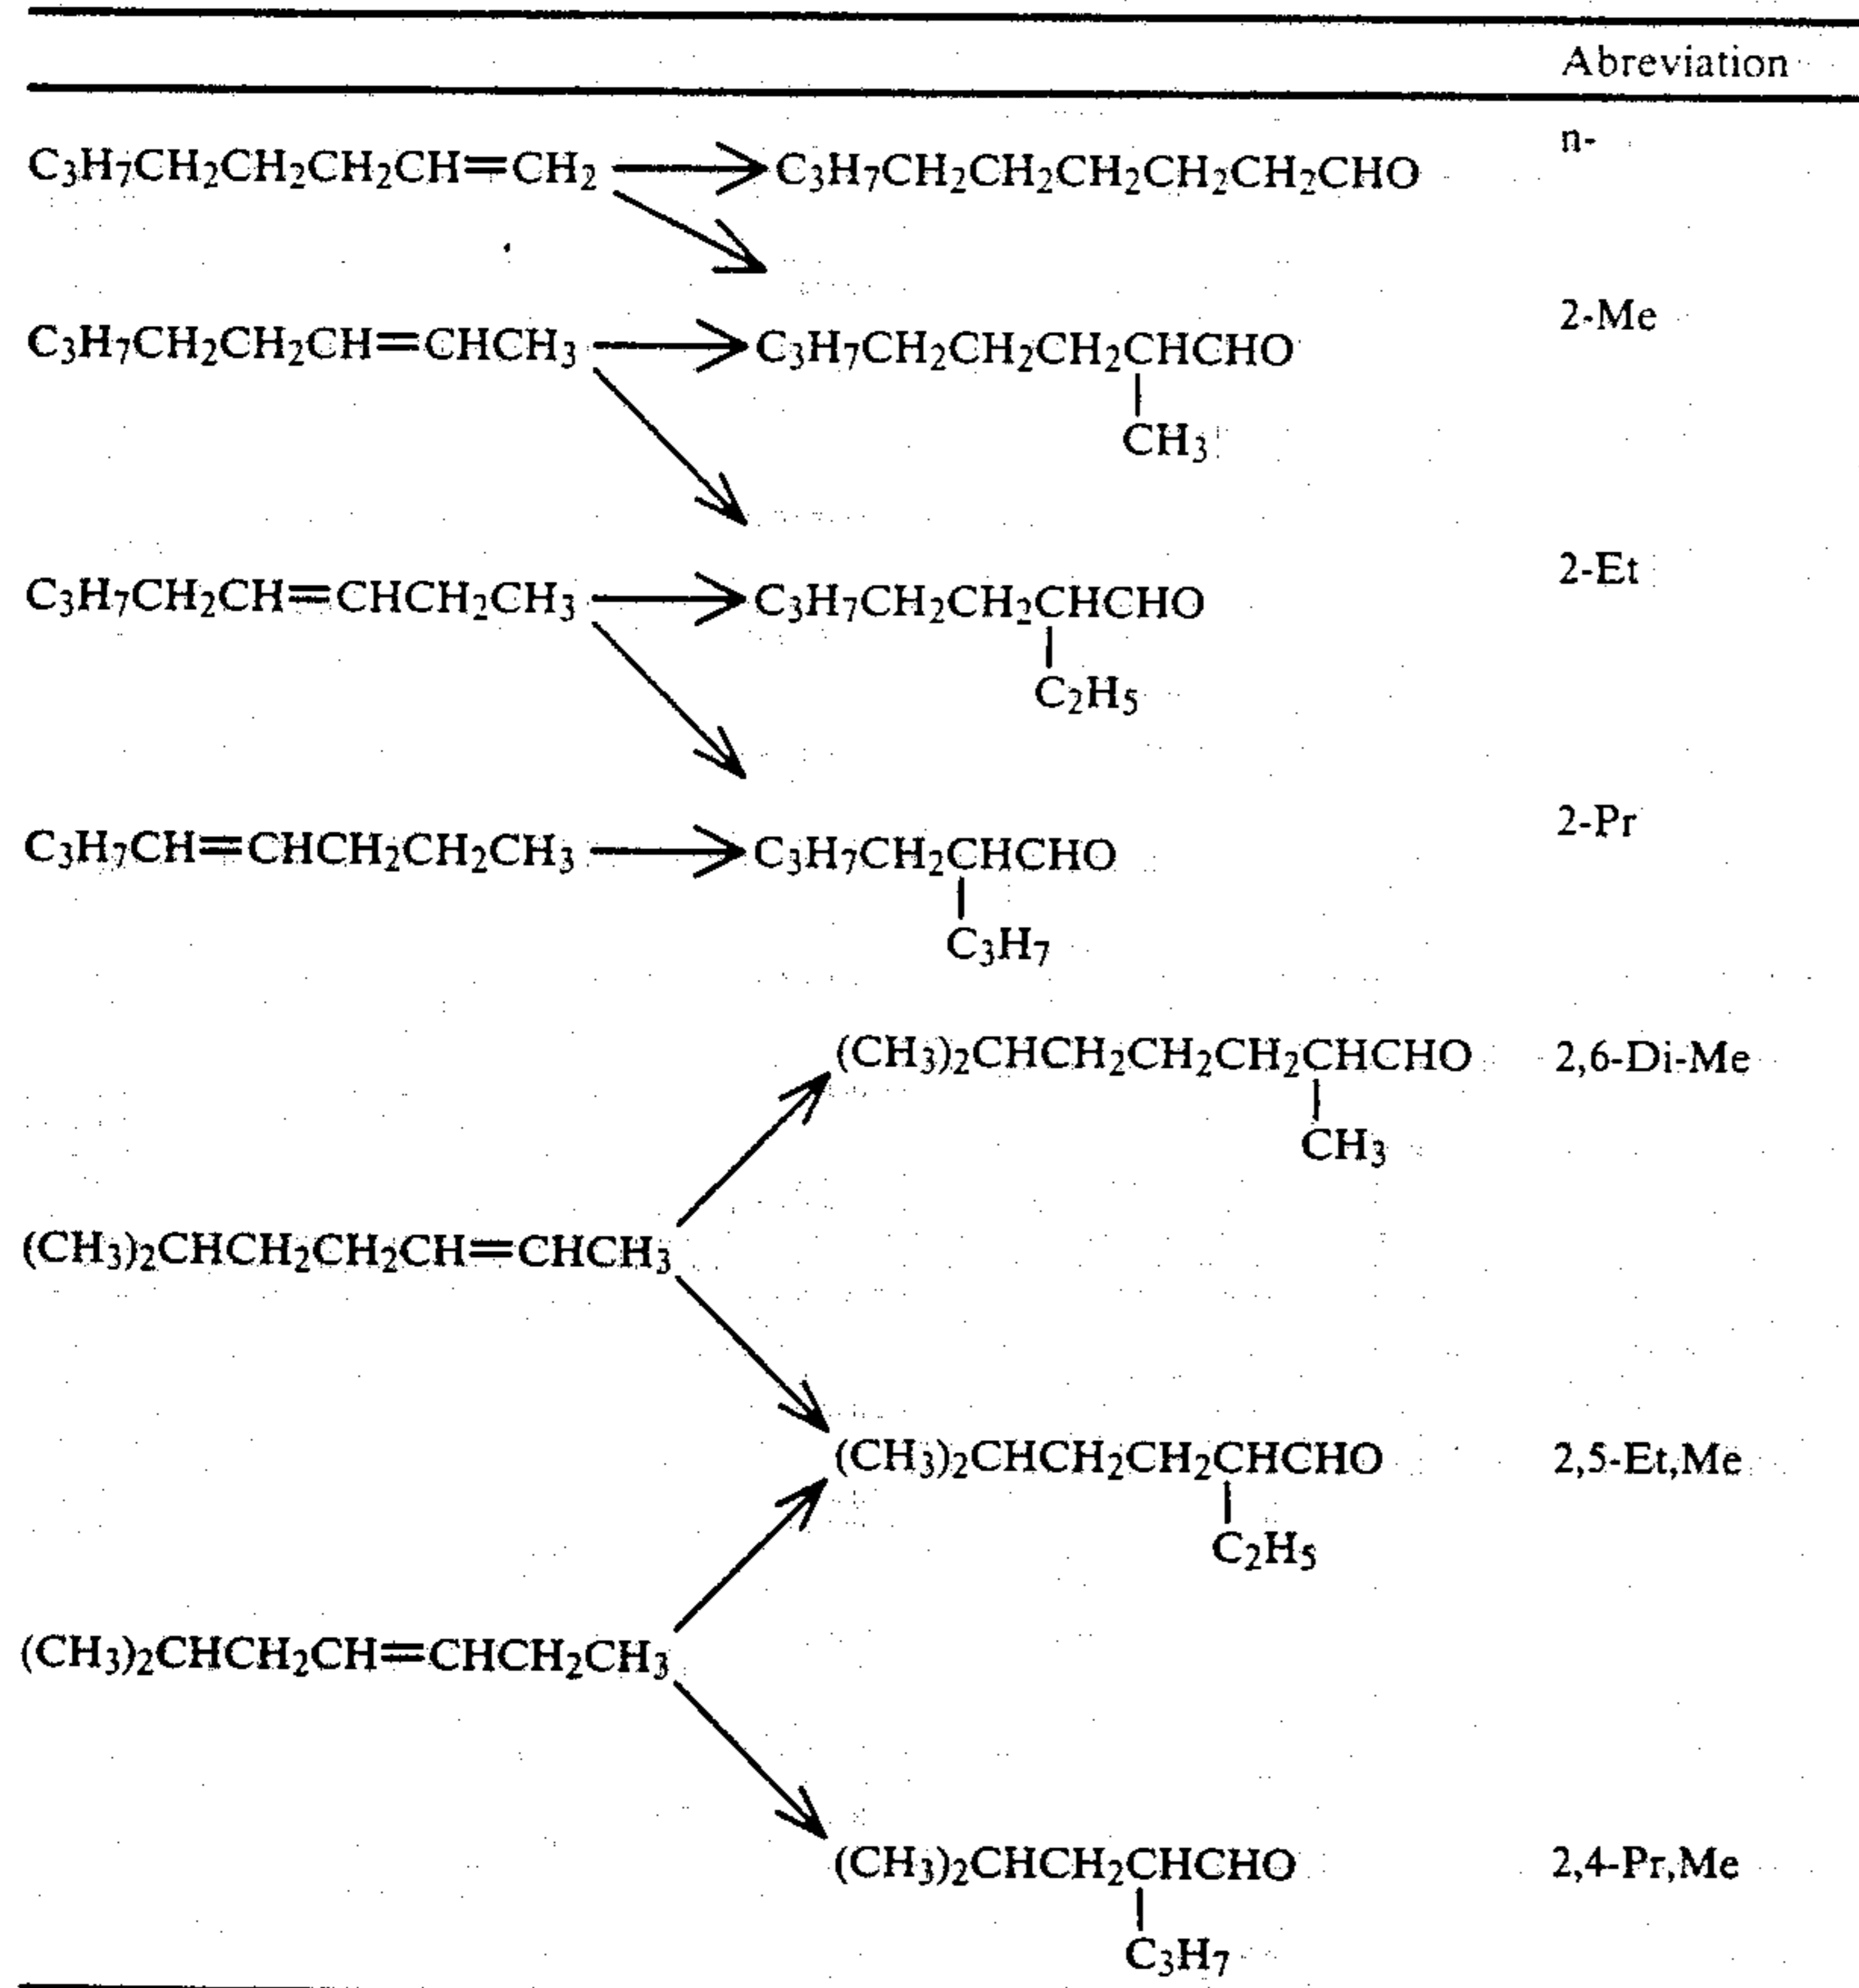 Abreviation
n-
C₃H₇CH₂CH₂CH₂CH=CH₂ C₃H₇CH₂CH₂CH₂CH₂CH₂CHO
2-Me
C₃H₇CH₂CH₂CH=CHCH₃ C₃H₇CH₂CH₂CH₂CHCHO
CH₃
2-Et
C₃H₇CH₂CH=CHCH₂CH₃ C₃H₇CH₂CH₂CHCHO
C₂H₅
2-Pr
C₃H₇CH=CHCH₂CH₂CH₃ C₃H₇CH₂CHCHO
C₃H₇
(CH₃)₂CHCH₂CH₂CH₂CHCHO 2,6-Di-Me
CH₃
(CH₃)₂CHCH₂CH₂CH=CHCH₃
(CH₃)₂CHCH₂CH₂CHCHO 2,5-Et,Me
C₂H₅
(CH₃)₂CHCH₂CH=CHCH₂CH₃
(CH₃)₂CHCH₂CHCHO 2,4-Pr,Me
C₃H₇